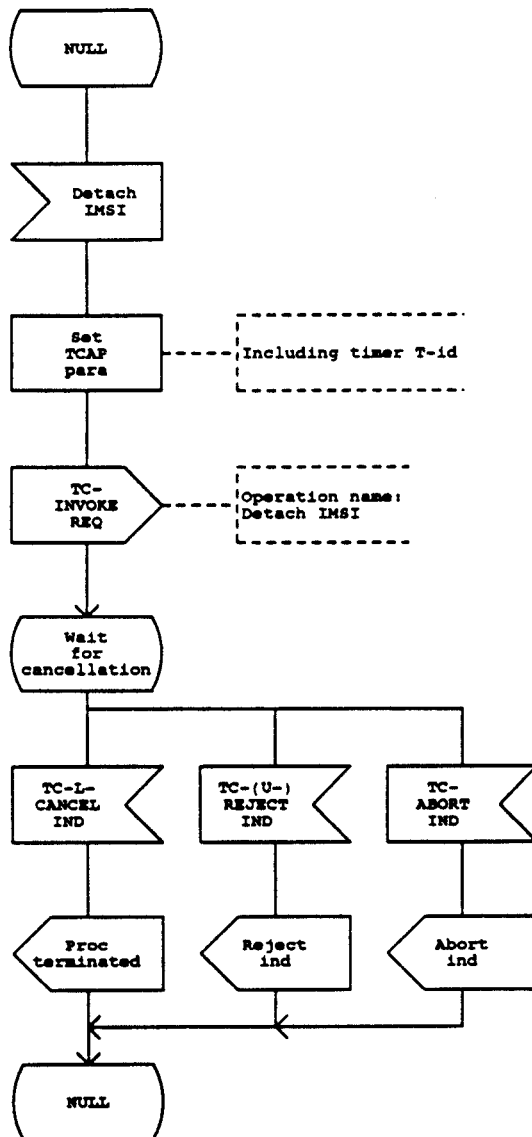 NULL
Detach
IMSI
Set
TCAP
para
Including timer T-id
TC-
INVOKE
REQ
Operation name:
Detach IMSI
Wait
for
cancellation
TC-L-
CANCEL
IND
TC-(U-)
REJECT
IND
TC-
ABORT
IND
Proc
terminated
Reject
ind
Abort
ind
NULL